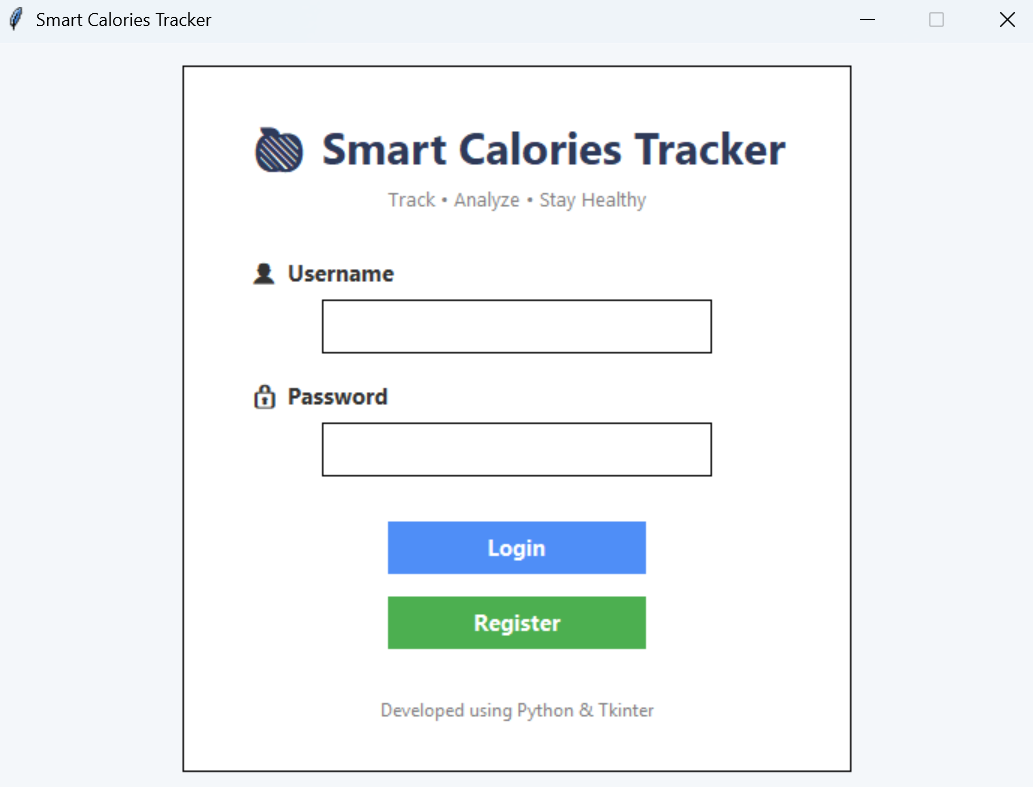 Smart Calories Tracker
Smart Calories Tracker
Track • Analyze • Stay Healthy
Username
Password
Login
Register
Developed using Python & Tkinter